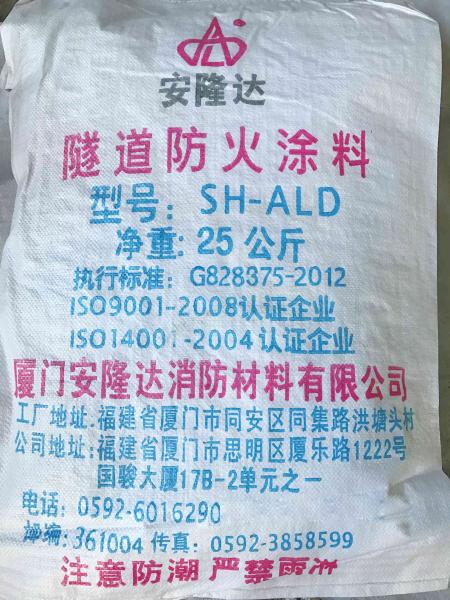 安隆达
隧道防火涂料
型号：SH-ALD
净重：25公斤
执行标准：G828375-2012
ISO9001-2008认证企业
ISO14001-2004认证企业
厦门安隆达消防材料有限公司
工厂地址.福建省厦门市同安区同集路洪塘头村
公司地址:福建省厦门市思明区厦乐路1222号
国骏大厦17B-2单元之一
电话：0592-6016290
邮编:361004 传真：0592-3858599
注意防潮 严禁雨淋